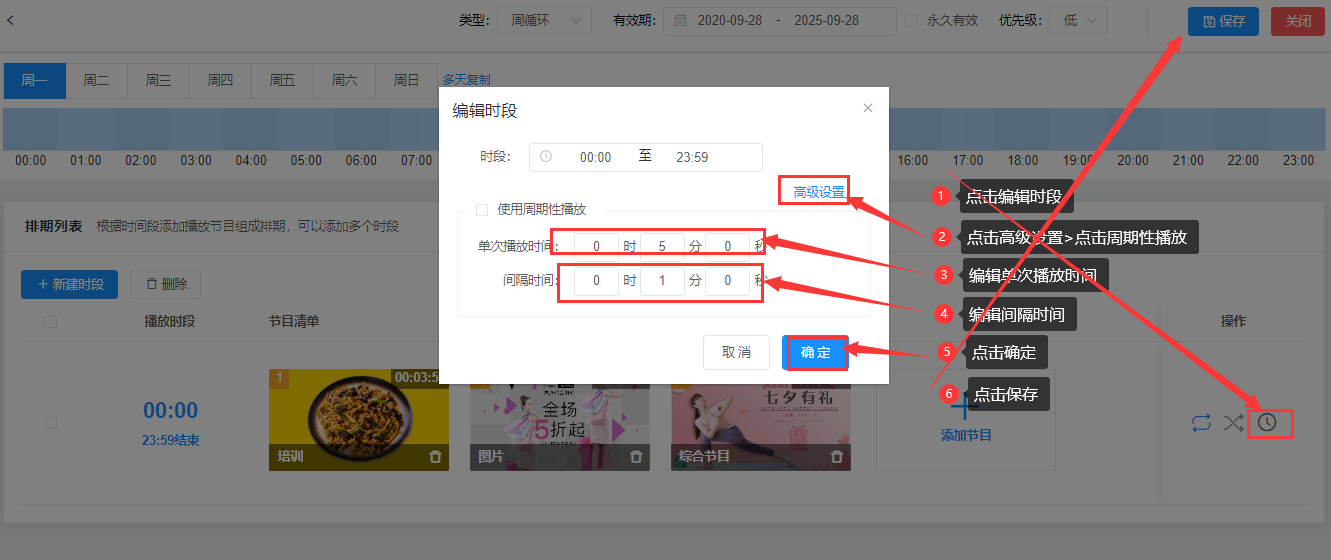 类型: 周循环 有效期: 2020-09-28 - 2025-09-28 永久有效 优先级: 低 保存 关闭
周一 周二 周三 周四 周五 周六 周日 多天复制
编辑时段
时段: 00:00 至 23:59
00:00 01:00 02:00 03:00 04:00 05:00 06:00 07:00 16:00 17:00 18:00 19:00 20:00 21:00 22:00 23:00
高级设置
1 点击编辑时段
使用周期性播放
排期列表 根据时间段添加播放节目组成排期，可以添加多个时段
2 点击高级设置>点击周期性播放
单次播放时间: 0 时 5 分 0 秒
3 编辑单次播放时间
间隔时间: 0 时 1 分 0 秒
+ 新建时段 删除
4 编辑间隔时间
播放时段 节目清单 操作
取消 确定
5 点击确定
1 00:03:5
6 点击保存
00:00
23:59结束
全场
5折起
七夕有礼
添加节目
培训 图片 综合节目